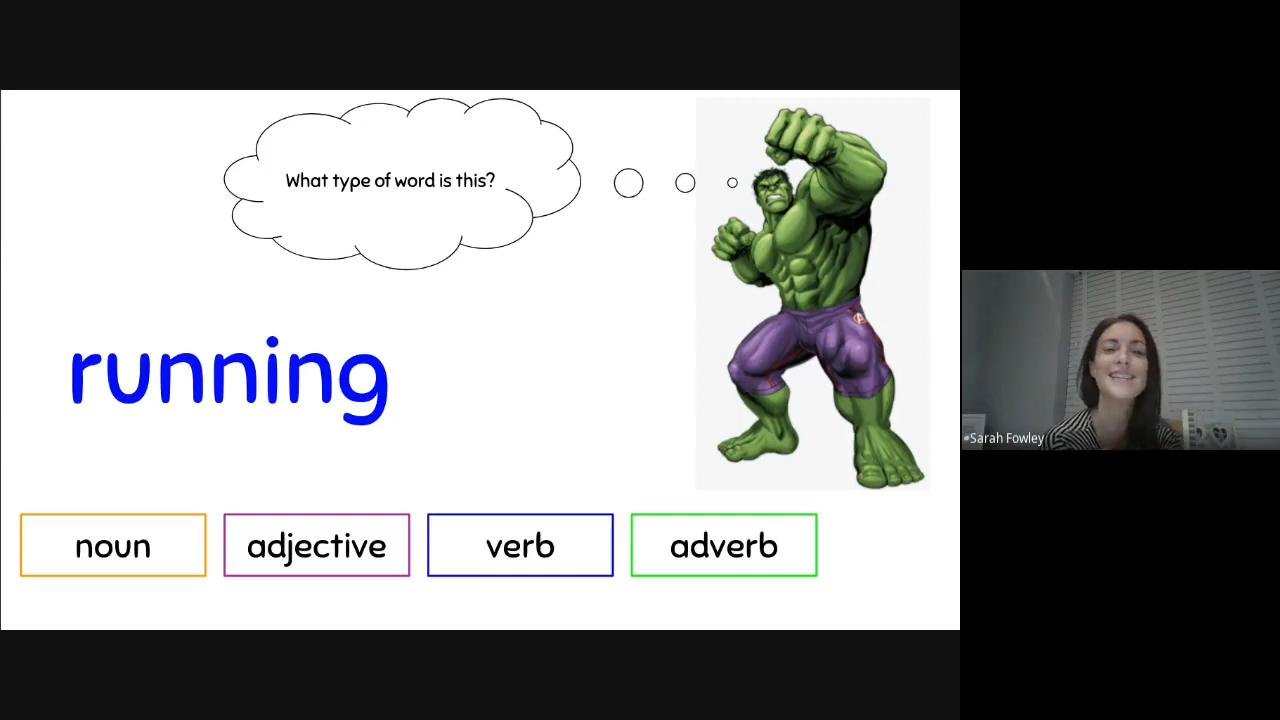 What type of word is this?
running
noun
adjective
verb
adverb
Sarah Fowley